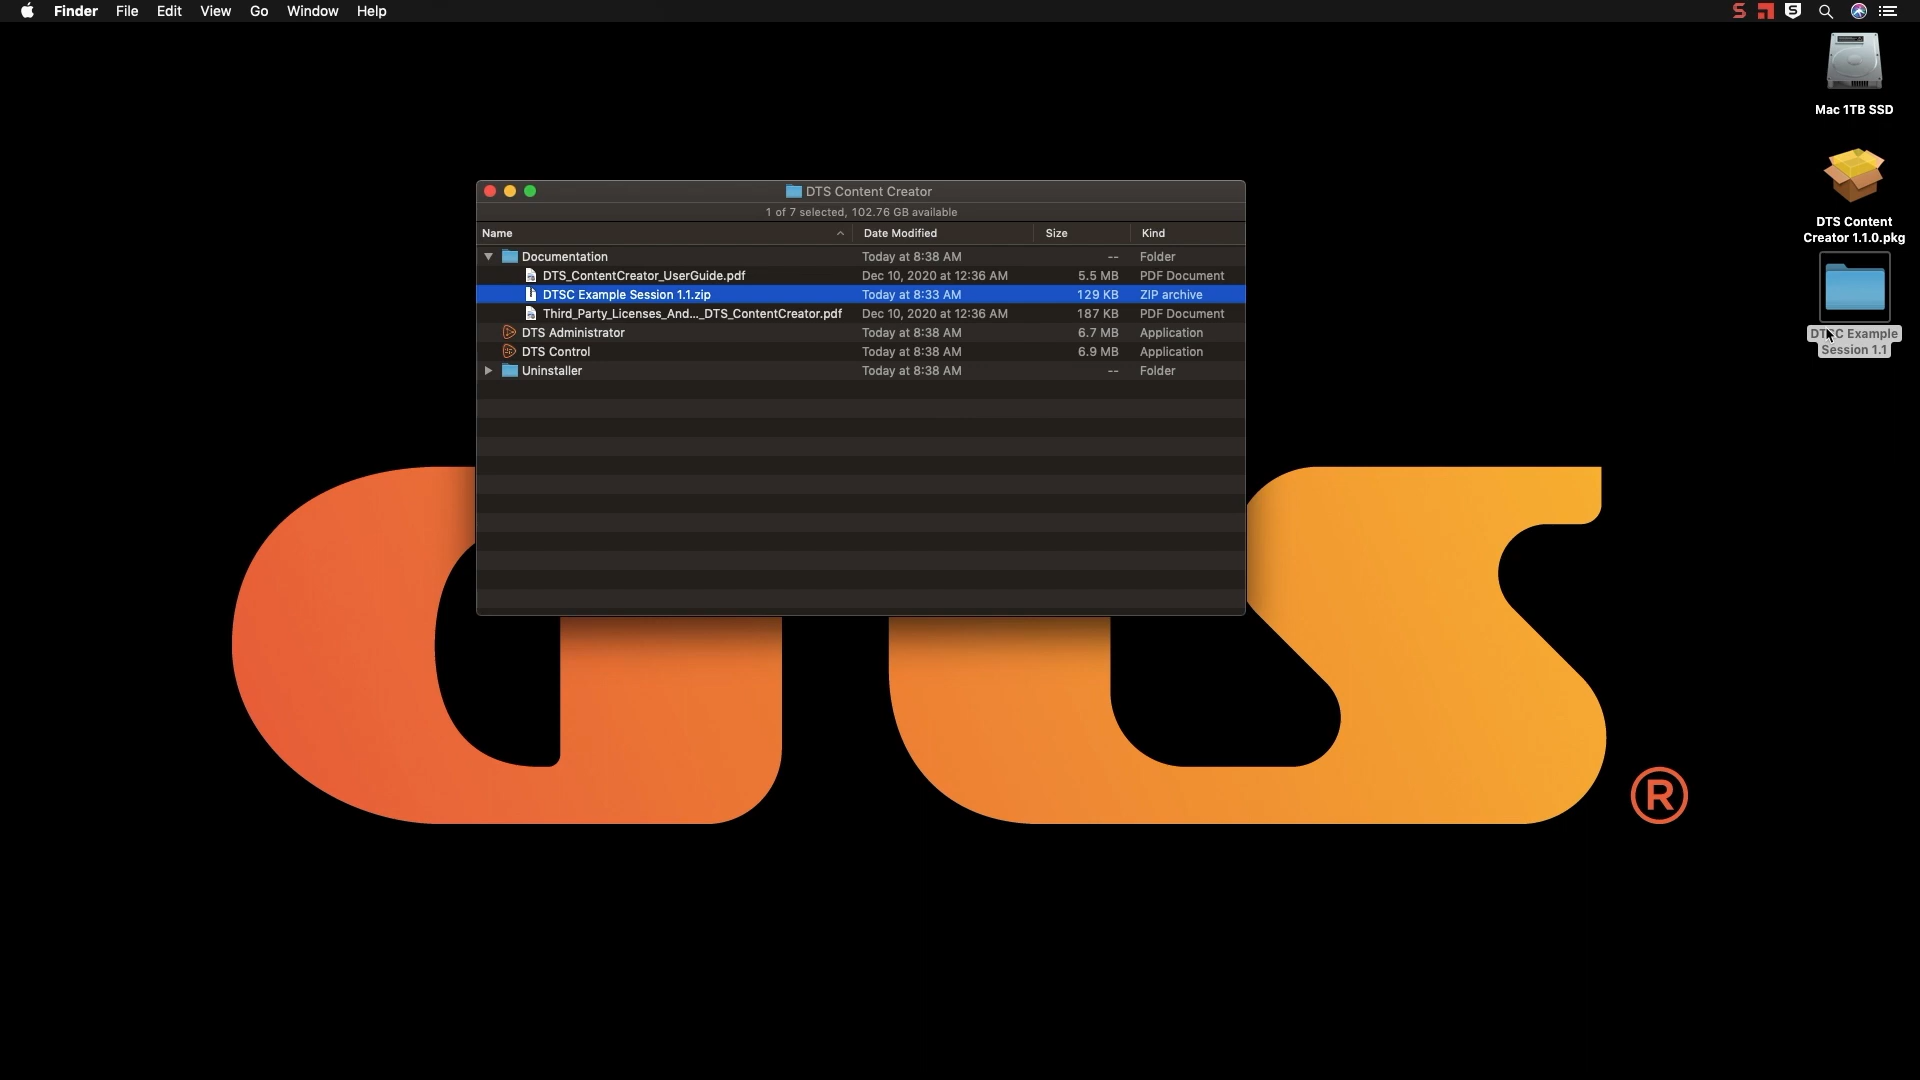 Finder File Edit View Go Window Help
Mac 1TB SSD
DTS Content
Creator 1.1.0.pkg
DTSC Example
Session 1.1
DTS Content Creator
1 of 7 selected, 102.76 GB available
Name Date Modified Size Kind
Documentation Today at 8:38 AM -- Folder
DTS_ContentCreator_UserGuide.pdf Dec 10, 2020 at 12:36 AM 5.5 MB PDF Document
DTSC Example Session 1.1.zip Today at 8:33 AM 129 KB ZIP archive
Third_Party_Licenses_And..._DTS_ContentCreator.pdf Dec 10, 2020 at 12:36 AM 187 KB PDF Document
DTS Administrator Today at 8:38 AM 6.7 MB Application
DTS Control Today at 8:38 AM 6.9 MB Application
Uninstaller Today at 8:38 AM -- Folder
®